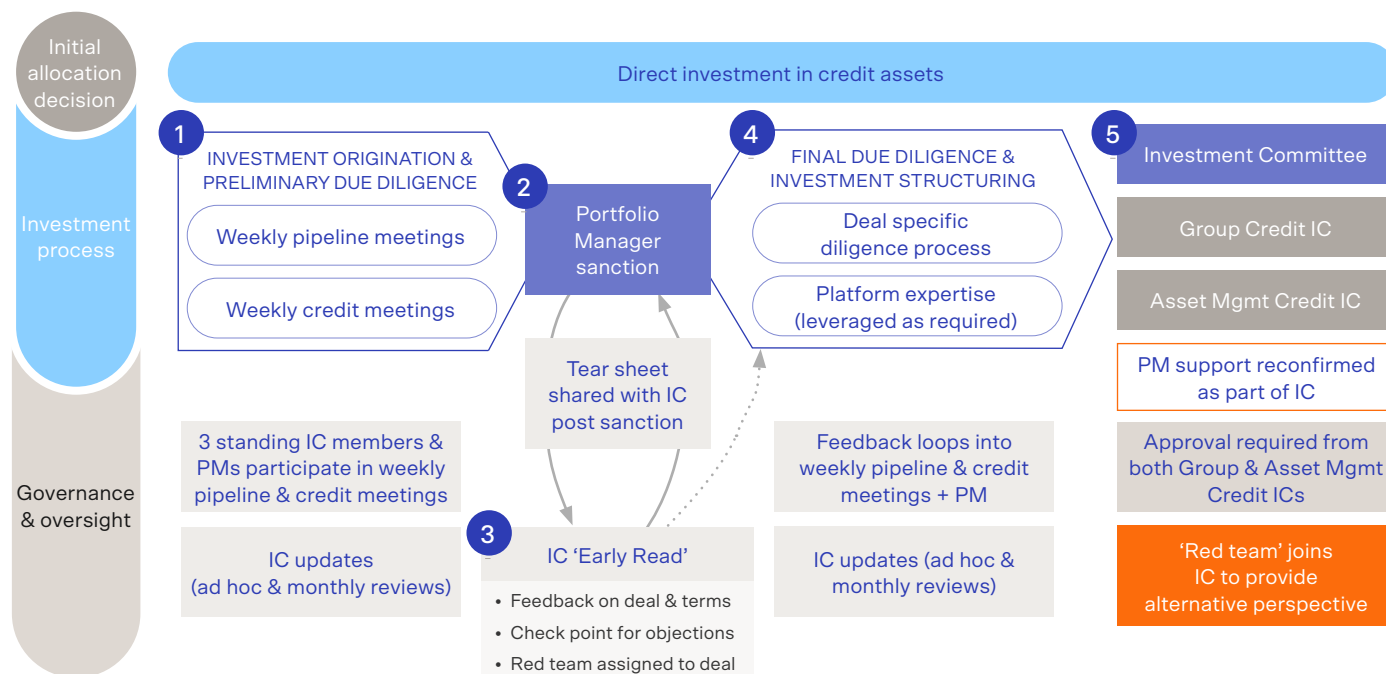 Initial
allocation
decision
Investment
process
Governance
& oversight
Direct investment in credit assets
1
INVESTMENT ORIGINATION &
PRELIMINARY DUE DILIGENCE
Weekly pipeline meetings
Weekly credit meetings
3 standing IC members &
PMs participate in weekly
pipeline & credit meetings
IC updates
(ad hoc & monthly reviews)
2
Portfolio
Manager
sanction
Tear sheet
shared with IC
post sanction
3
IC ‘Early Read’
• Feedback on deal & terms
• Check point for objections
• Red team assigned to deal
4
FINAL DUE DILIGENCE &
INVESTMENT STRUCTURING
Deal specific
diligence process
Platform expertise
(leveraged as required)
Feedback loops into
weekly pipeline & credit
meetings + PM
IC updates (ad hoc &
monthly reviews)
5
Investment Committee
Group Credit IC
Asset Mgmt Credit IC
PM support reconfirmed
as part of IC
Approval required from
both Group & Asset Mgmt
Credit ICs
‘Red team’ joins
IC to provide
alternative perspective